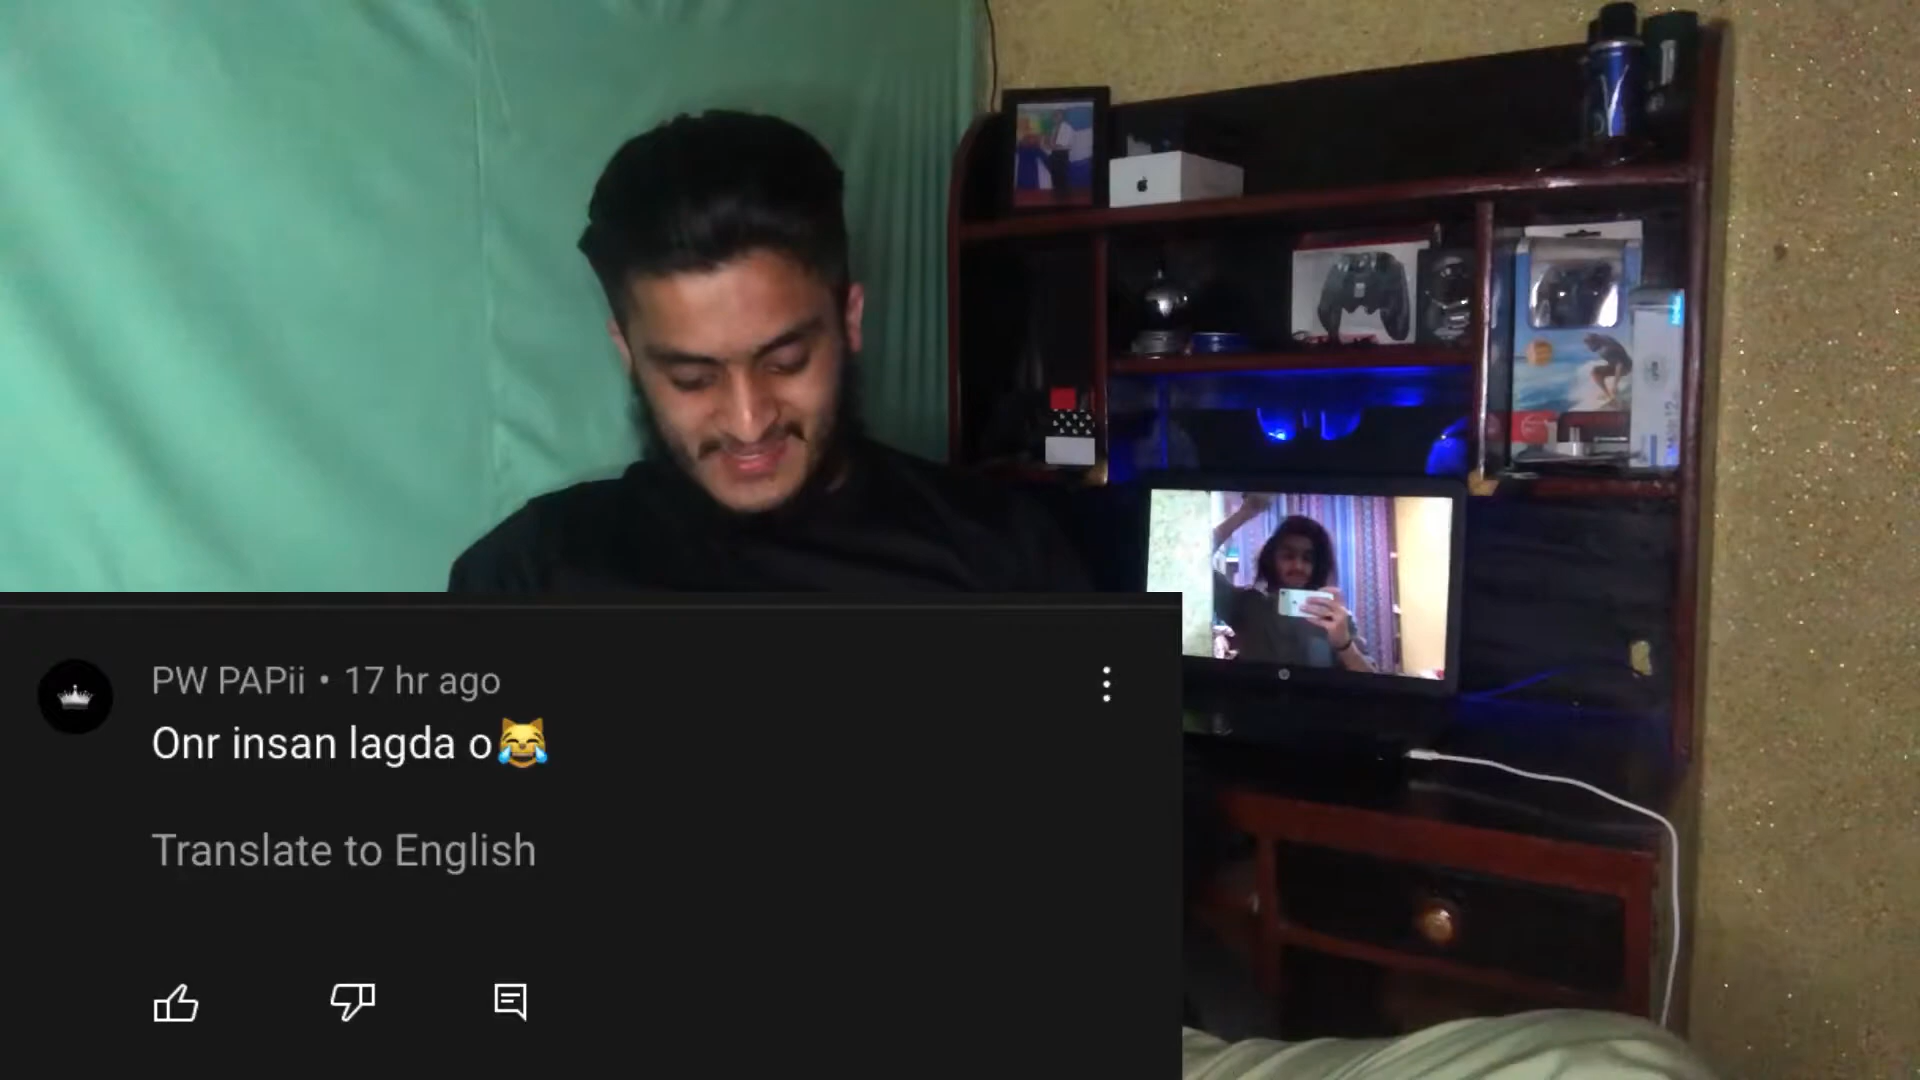 PW PAPii • 17 hr ago
Onr insan lagda o😹
Translate to English